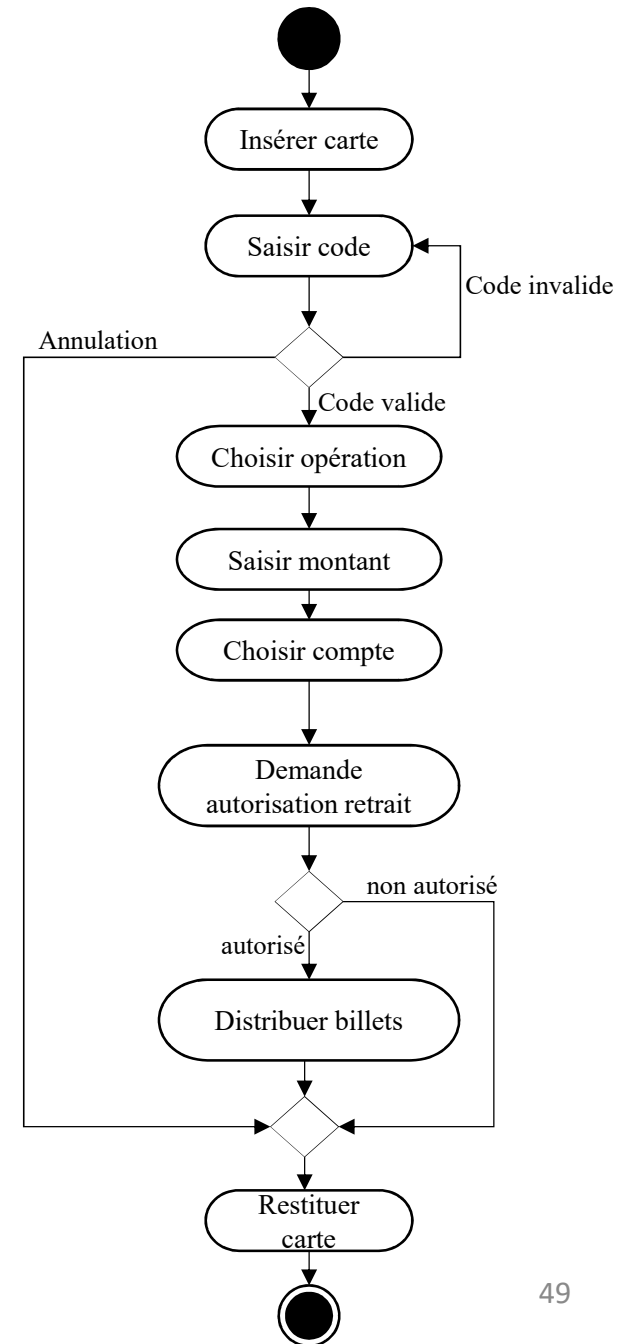 Insérer carte
Saisir code
Code invalide
Annulation
Code valide
Choisir opération
Saisir montant
Choisir compte
Demande
autorisation retrait
non autorisé
autorisé
Distribuer billets
Restituer
carte
49